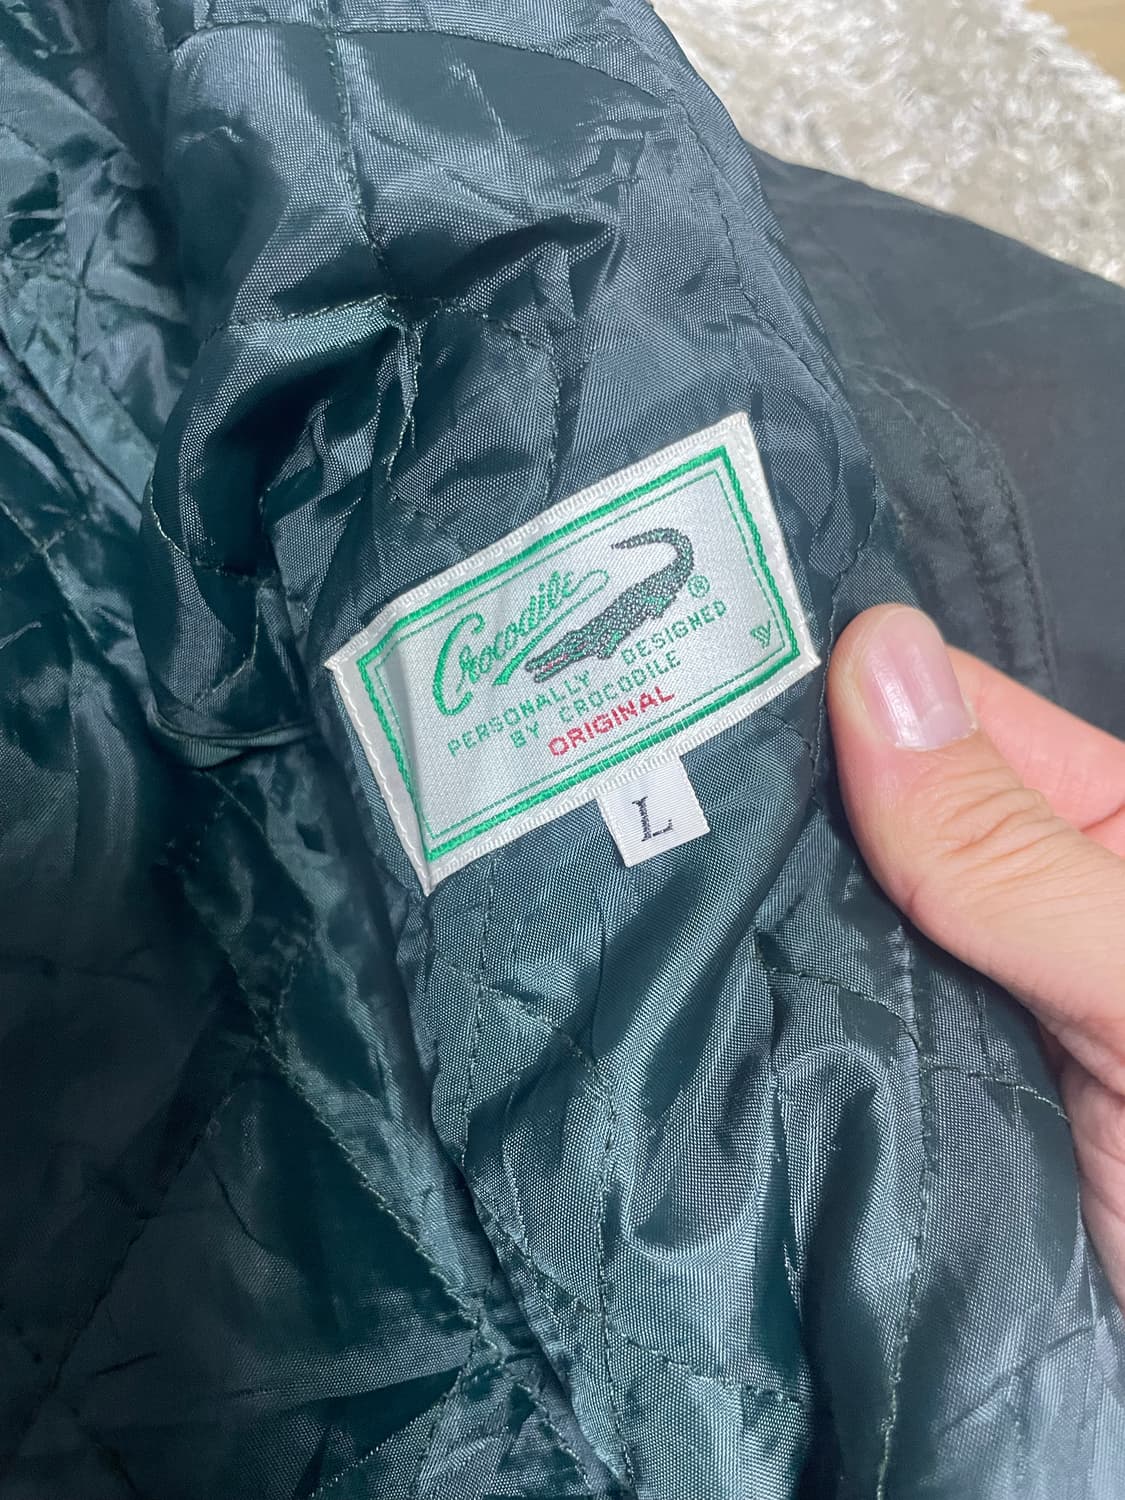 Crocodile ®
PERSONALLY DESIGNED
BY CROCODILE
ORIGINAL
L